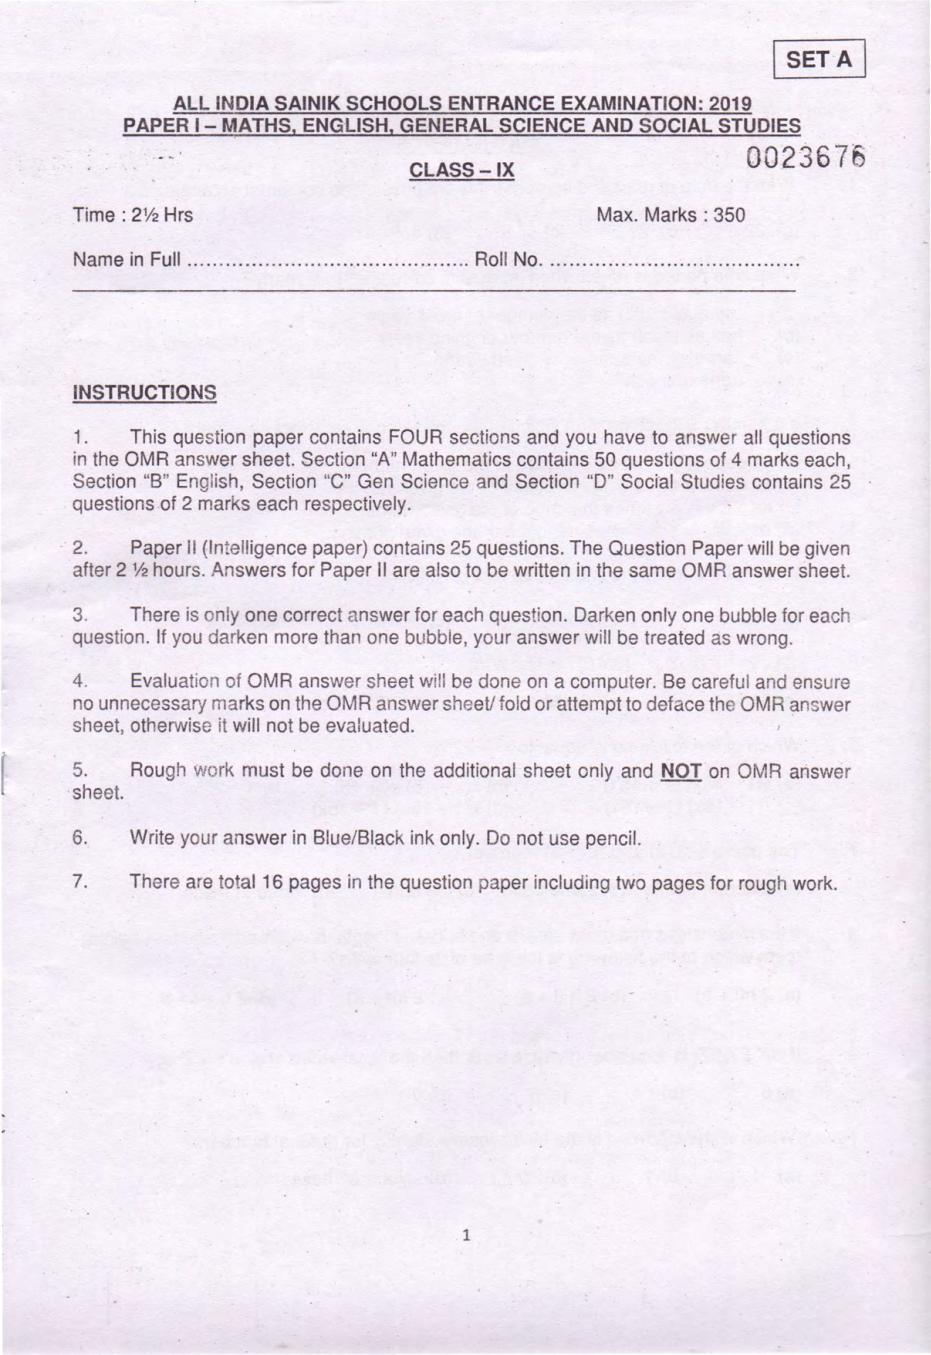 SET A
ALL INDIA SAINIK SCHOOLS ENTRANCE EXAMINATION: 2019
PAPER I – MATHS, ENGLISH, GENERAL SCIENCE AND SOCIAL STUDIES
0023676
CLASS – IX
Time : 2½ Hrs Max. Marks : 350
Name in Full ............................................. Roll No. ........................................
INSTRUCTIONS
1. This question paper contains FOUR sections and you have to answer all questions
in the OMR answer sheet. Section “A” Mathematics contains 50 questions of 4 marks each,
Section “B” English, Section “C” Gen Science and Section “D” Social Studies contains 25
questions of 2 marks each respectively.
2. Paper II (Intelligence paper) contains 25 questions. The Question Paper will be given
after 2 ½ hours. Answers for Paper II are also to be written in the same OMR answer sheet.
3. There is only one correct answer for each question. Darken only one bubble for each
question. If you darken more than one bubble, your answer will be treated as wrong.
4. Evaluation of OMR answer sheet will be done on a computer. Be careful and ensure
no unnecessary marks on the OMR answer sheet/ fold or attempt to deface the OMR answer
sheet, otherwise it will not be evaluated.
5. Rough work must be done on the additional sheet only and NOT on OMR answer
sheet.
6. Write your answer in Blue/Black ink only. Do not use pencil.
7. There are total 16 pages in the question paper including two pages for rough work.
1